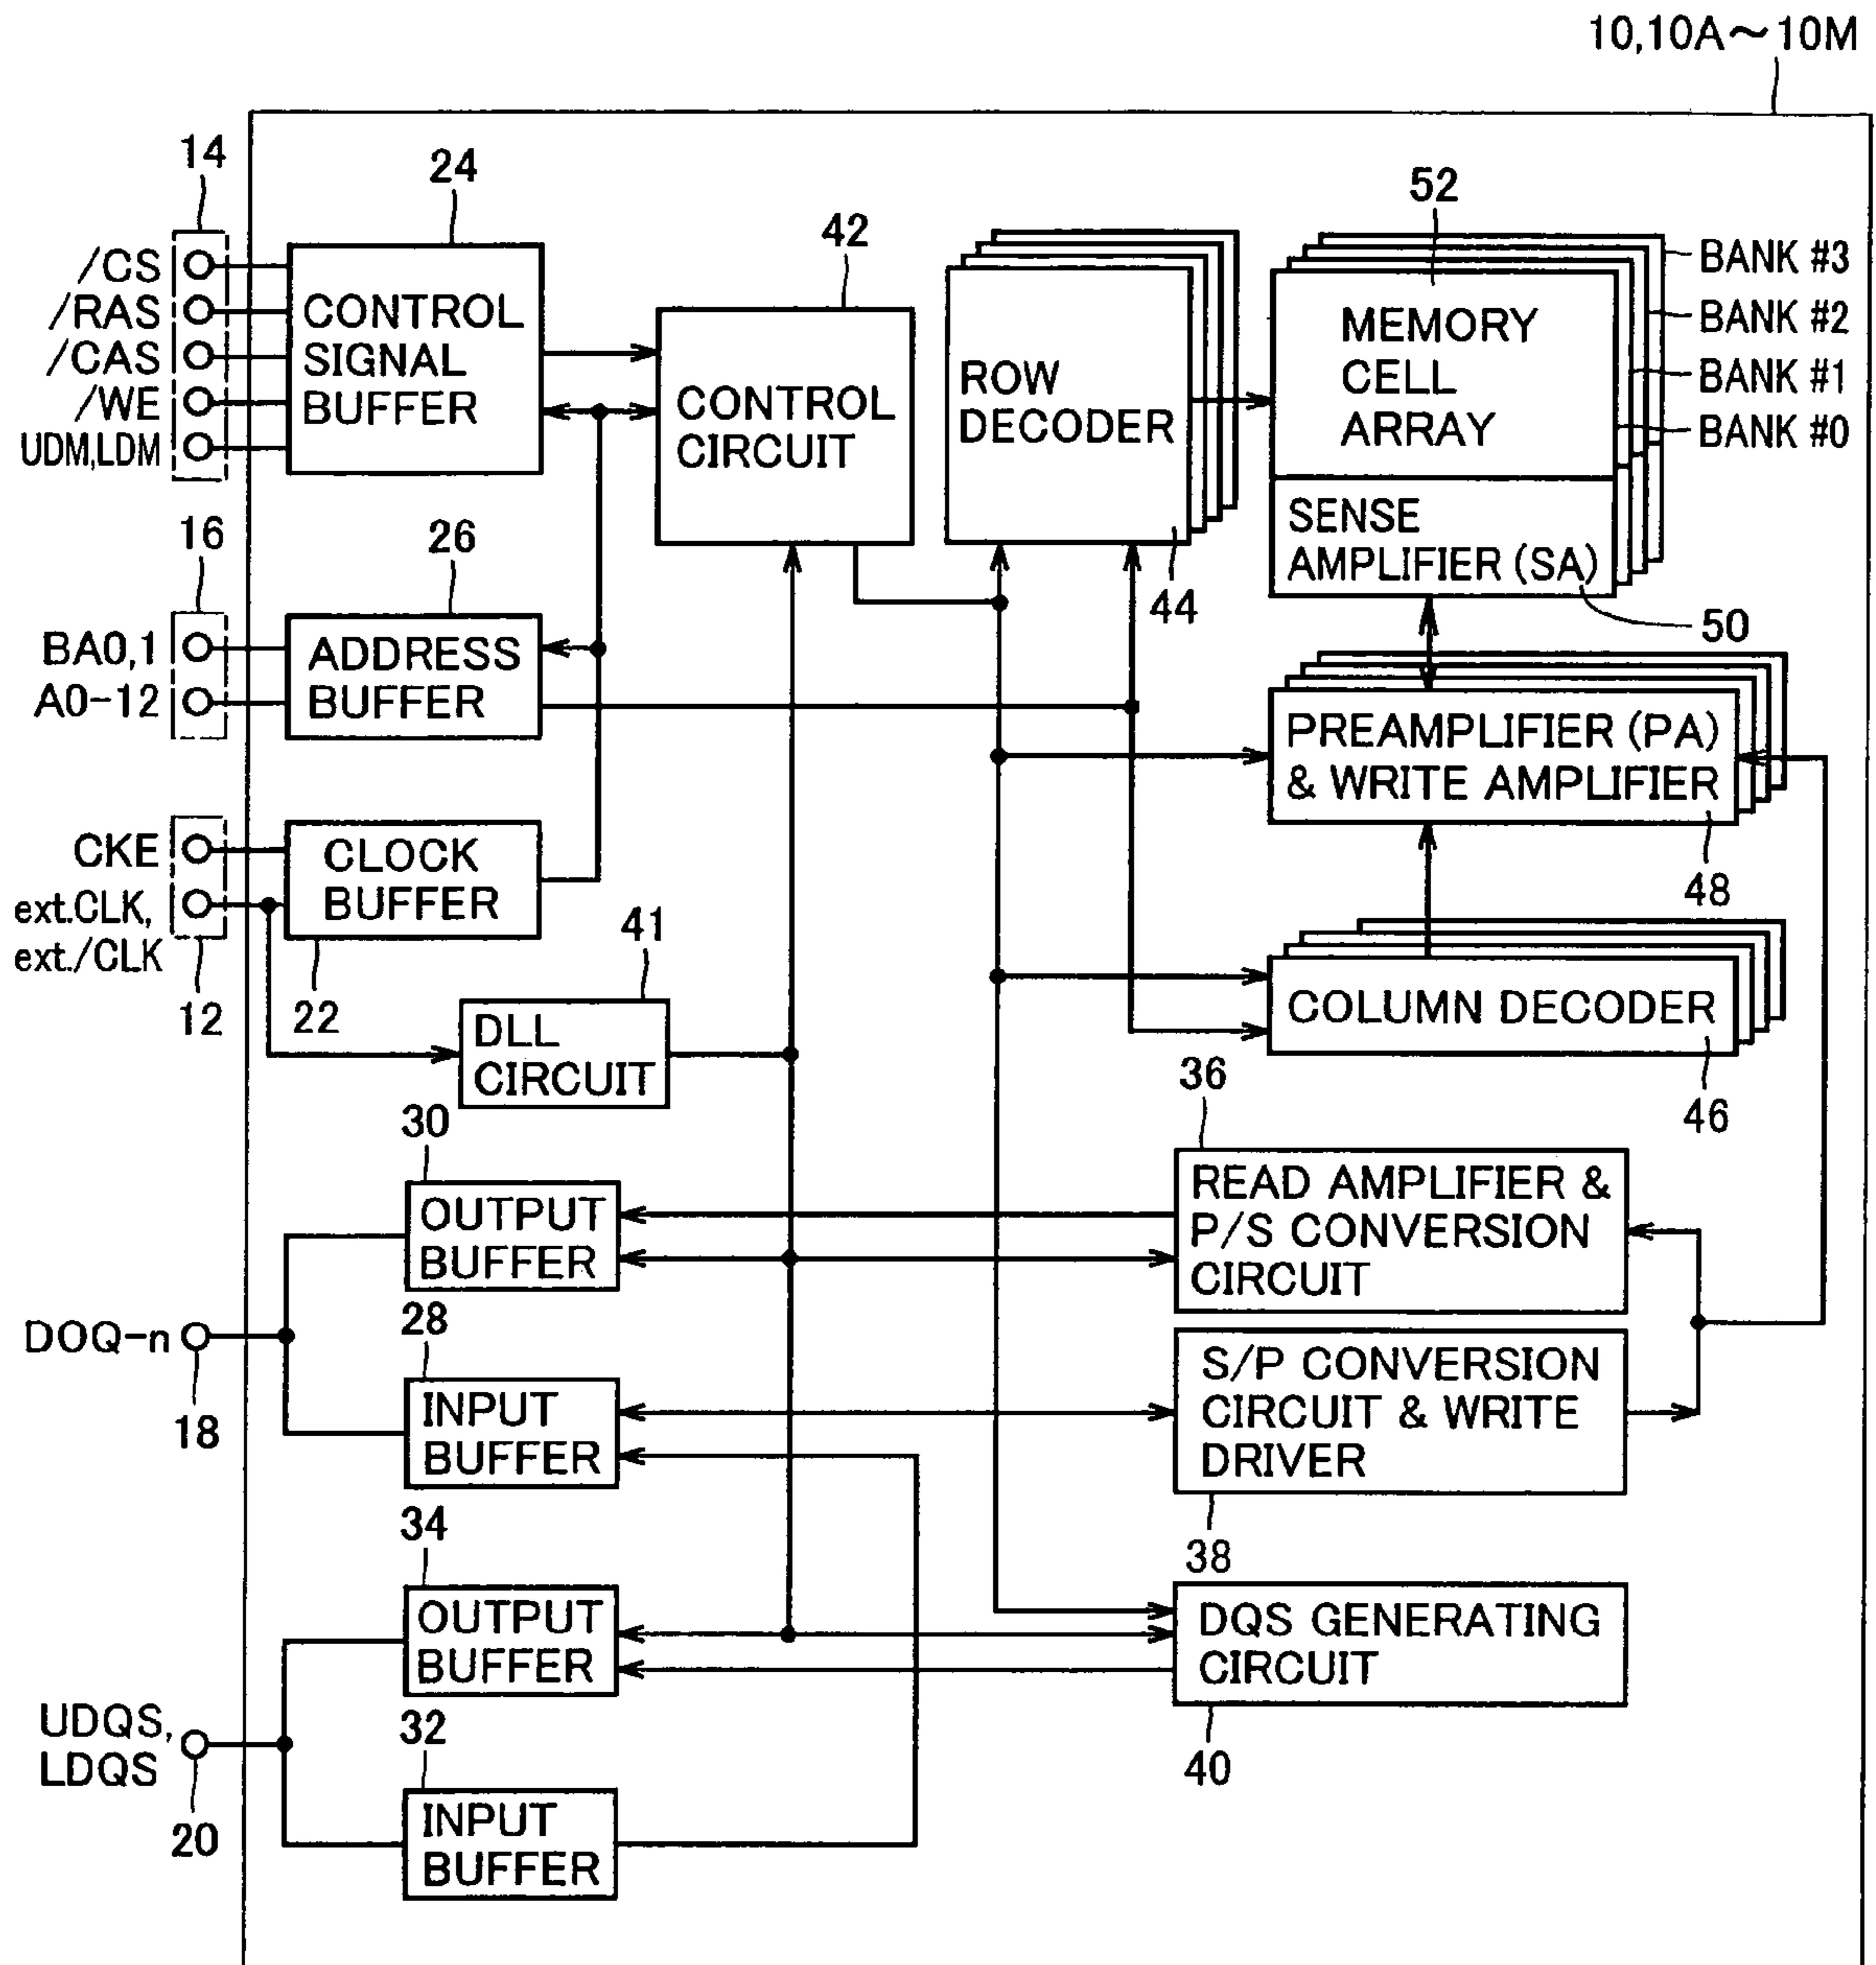 10,10A～10M
14
/CS
/RAS
/CAS
/WE
UDM,LDM
24
CONTROL
SIGNAL
BUFFER
42
CONTROL
CIRCUIT
ROW
DECODER
44
52
MEMORY
CELL
ARRAY
SENSE
AMPLIFIER (SA)
50
BANK #3
BANK #2
BANK #1
BANK #0
16
BA0,1
A0-12
26
ADDRESS
BUFFER
PREAMPLIFIER (PA)
& WRITE AMPLIFIER
48
CKE
ext.CLK,
ext./CLK
12
CLOCK
BUFFER
22
41
DLL
CIRCUIT
COLUMN DECODER
46
30
OUTPUT
BUFFER
36
READ AMPLIFIER &
P/S CONVERSION
CIRCUIT
DOQ-n
18
28
INPUT
BUFFER
S/P CONVERSION
CIRCUIT & WRITE
DRIVER
38
34
OUTPUT
BUFFER
DQS GENERATING
CIRCUIT
40
UDQS,
LDQS
20
32
INPUT
BUFFER